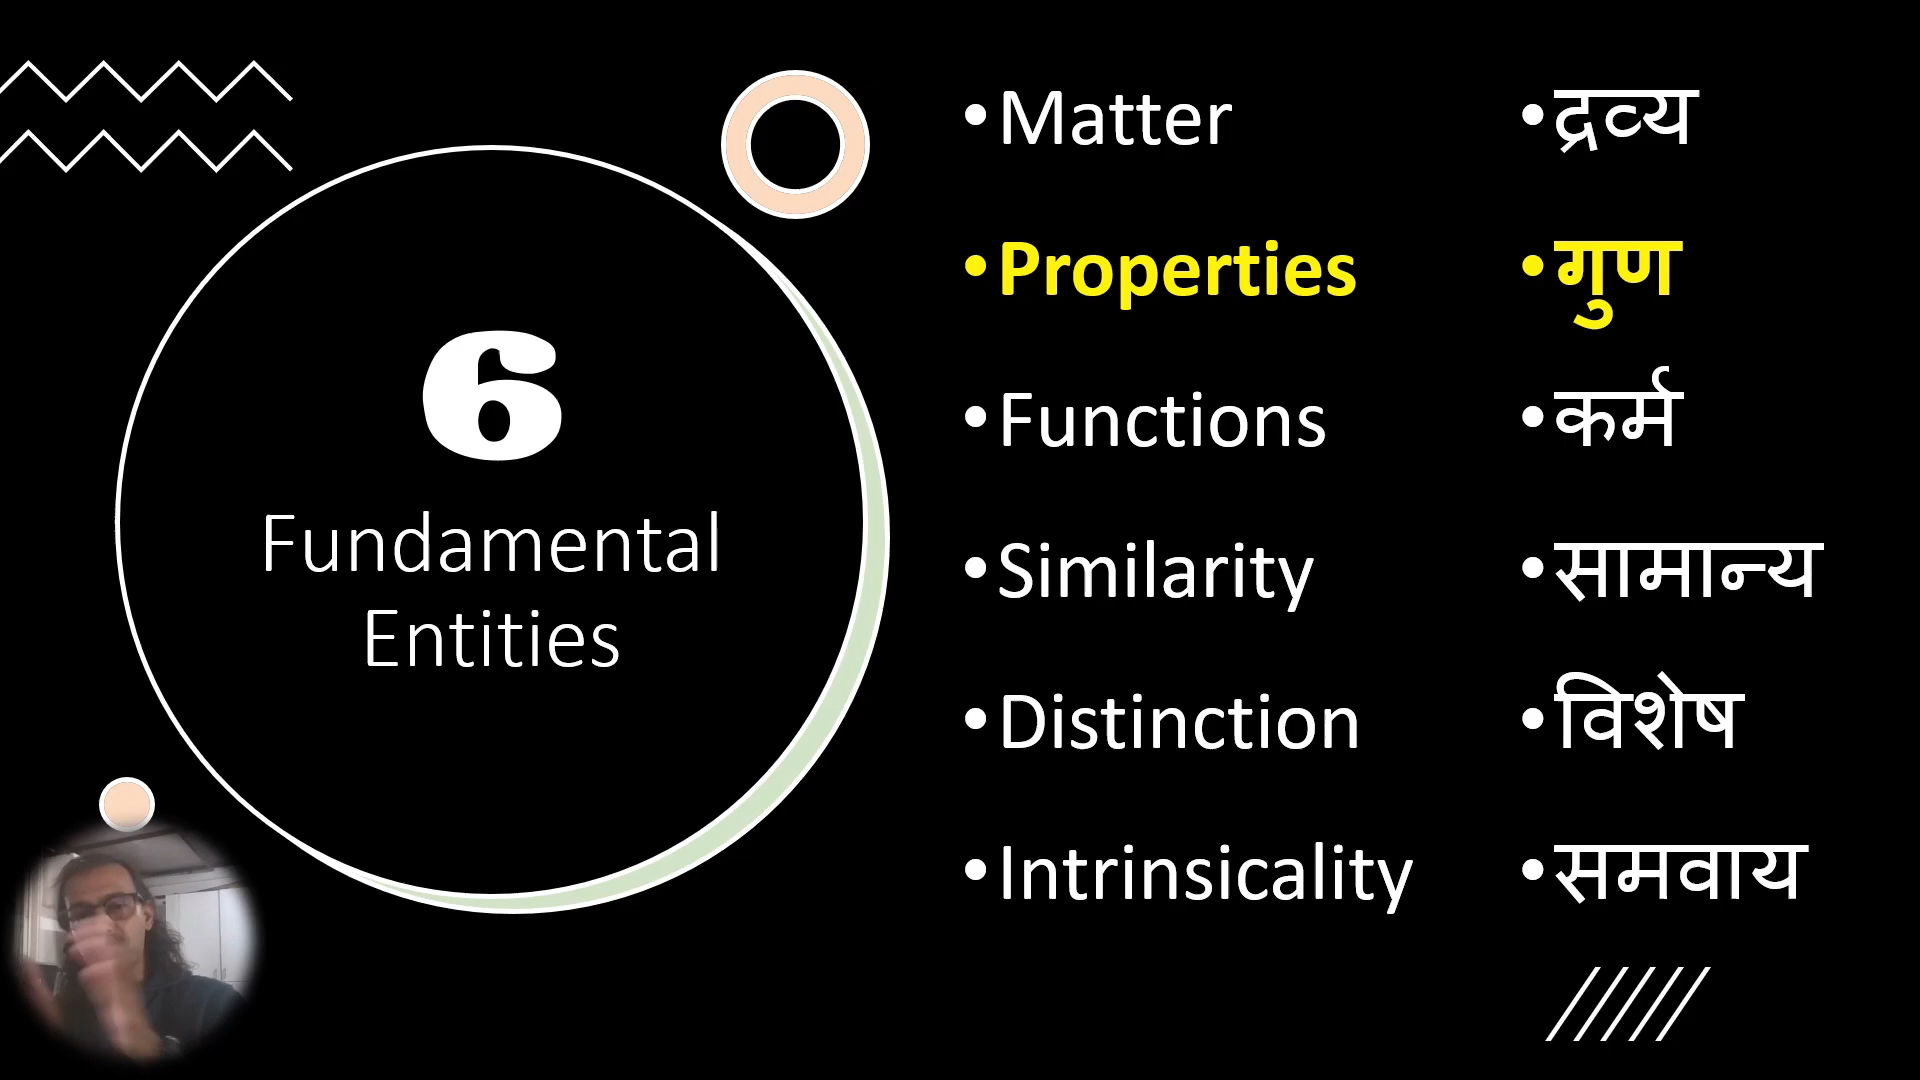 6
Fundamental
Entities
•Matter
•Properties
•Functions
•Similarity
•Distinction
•Intrinsicality
•द्रव्य
•गुण
•कर्म
•सामान्य
•विशेष
•समवाय